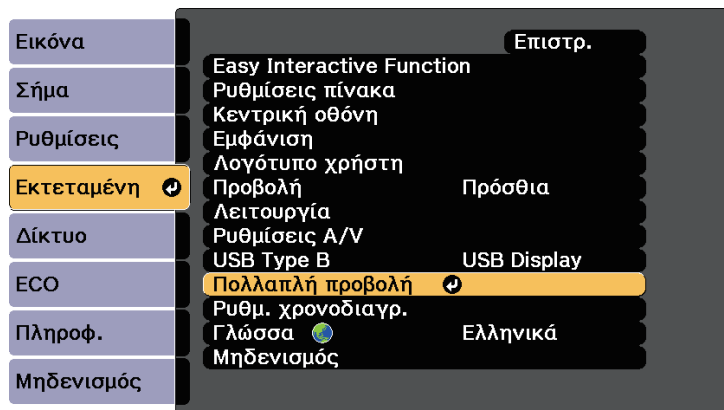 Εικόνα
Σήμα
Ρυθμίσεις
Εκτεταμένη
Δίκτυο
ECO
Πληροφ.
Μηδενισμός
Επιστρ.
Easy Interactive Function
Ρυθμίσεις πίνακα
Κεντρική οθόνη
Εμφάνιση
Λογότυπο χρήστη
Προβολή Πρόσθια
Λειτουργία
Ρυθμίσεις A/V
USB Type B USB Display
Πολλαπλή προβολή
Ρυθμ. χρονοδιαγρ.
Γλώσσα Ελληνικά
Μηδενισμός